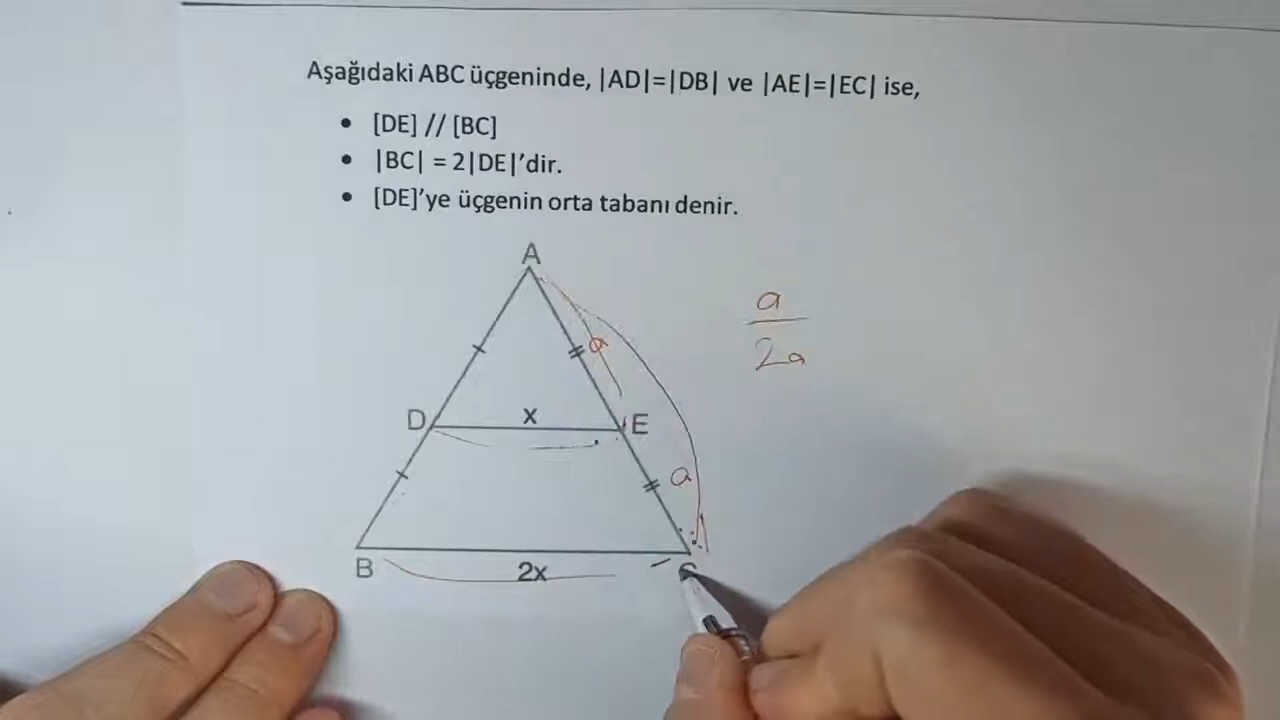 Aşağıdaki ABC üçgeninde, |AD|=|DB| ve |AE|=|EC| ise,
• [DE] // [BC]
• |BC| = 2|DE|’dir.
• [DE]’ye üçgenin orta tabanı denir.
A
a
2a
a
D
x
E
a
B
2x